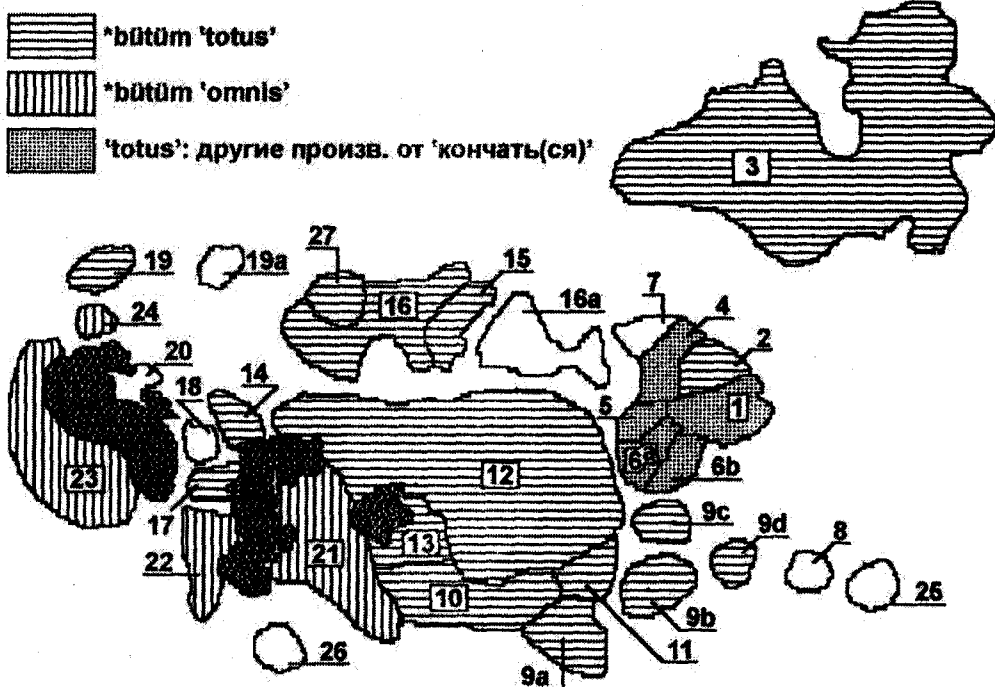 *bütüm 'totus'
*bütüm 'omnis'
'totus': другие произв. от 'кончать(ся)'
3
27
15
19
19a
16
16a
7
4
24
2
20
14
18
5
1
6a
6b
23
12
17
9c
9d
8
13
21
22
10
25
9b
26
11
9a